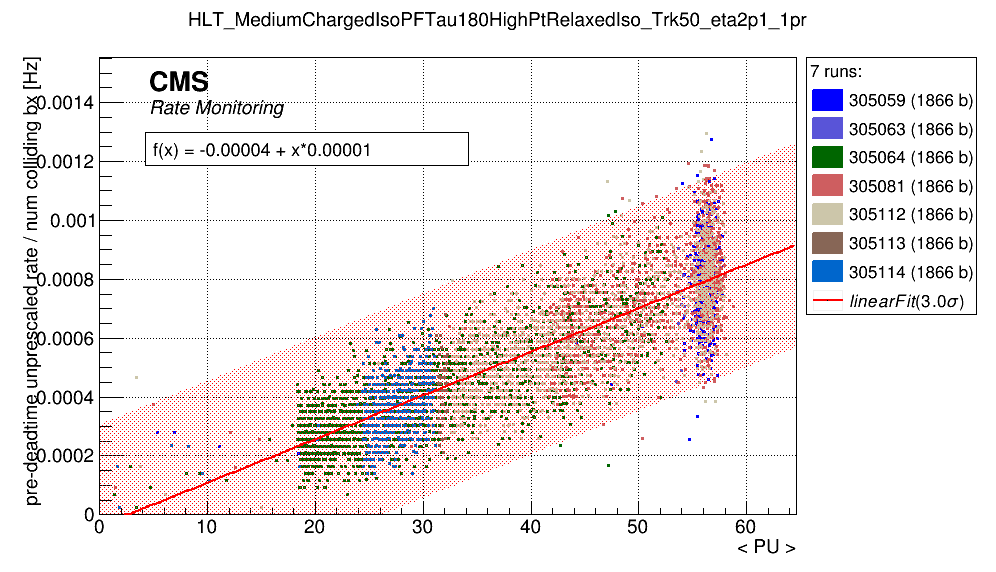 HLT_MediumChargedIsoPFTau180HighPtRelaxedIso_Trk50_eta2p1_1pr
pre-deadtime unprescaled rate / num colliding bx [Hz]
CMS
Rate Monitoring
f(x) = -0.00004 + x*0.00001
0.0014
0.0012
0.001
0.0008
0.0006
0.0004
0.0002
0
0 10 20 30 40 50 60
< PU >
7 runs:
305059 (1866 b)
305063 (1866 b)
305064 (1866 b)
305081 (1866 b)
305112 (1866 b)
305113 (1866 b)
305114 (1866 b)
linearFit(3.0σ)